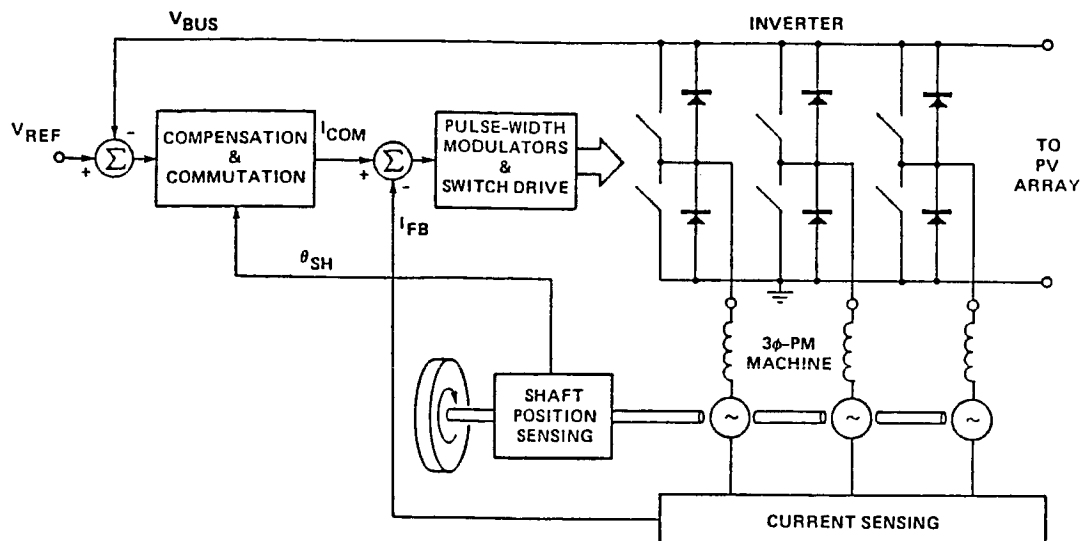 V_BUS
INVERTER
V_REF
-
+
Σ
COMPENSATION
&
COMMUTATION
I_COM
+
-
Σ
PULSE-WIDTH
MODULATORS
&
SWITCH DRIVE
TO
PV
ARRAY
I_FB
θ_SH
3ϕ-PM
MACHINE
SHAFT
POSITION
SENSING
~
~
~
CURRENT SENSING